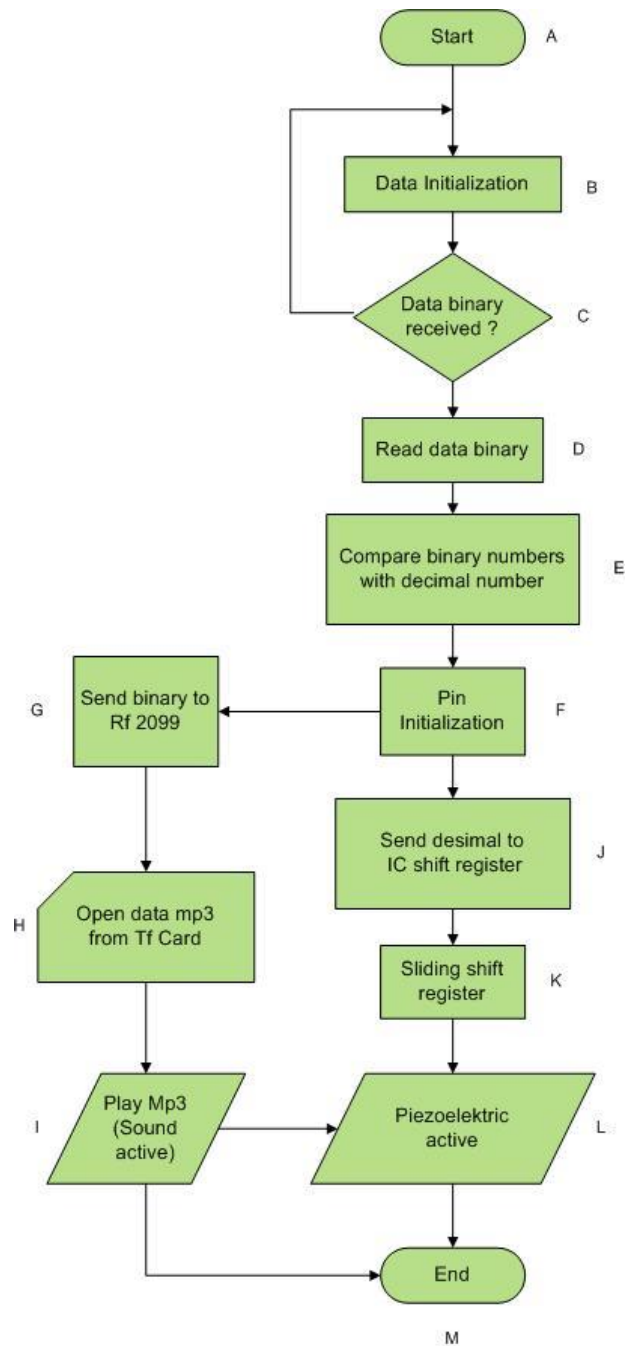 Start
A
Data Initialization
B
Data binary
received ?
C
Read data binary
D
Compare binary numbers
with decimal number
E
Send binary to
Rf 2099
G
Pin
Initialization
F
Send desimal to
IC shift register
J
Open data mp3
from Tf Card
H
Sliding shift
register
K
Play Mp3
(Sound
active)
I
Piezoelektric
active
L
End
M